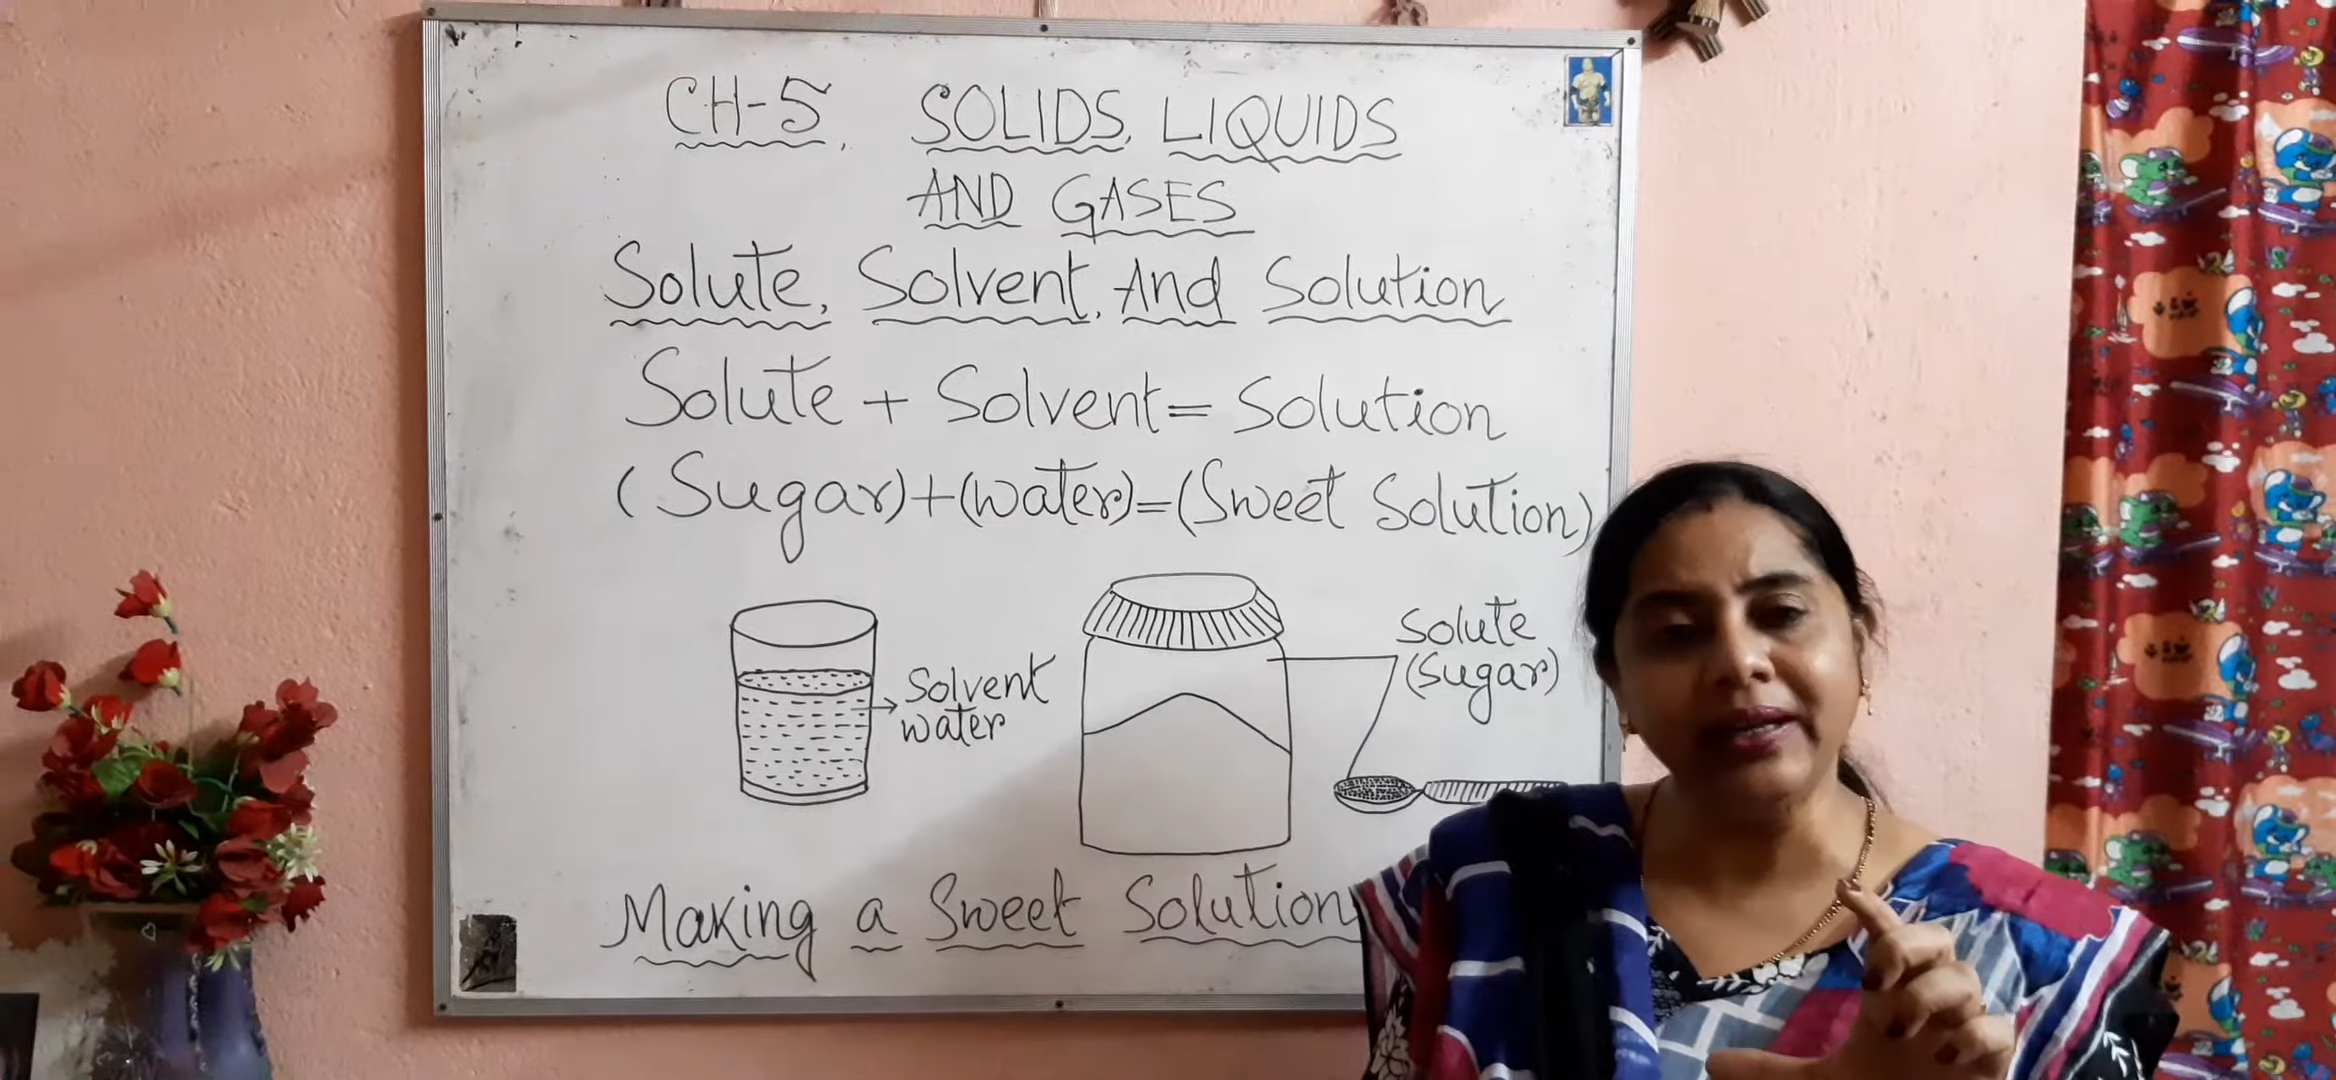 CH-5, SOLIDS, LIQUIDS
AND GASES
Solute, Solvent, And Solution
Solute + Solvent = Solution
(Sugar)+(water)=(Sweet Solution)
Solvent
water
Solute
(Sugar)
Making a Sweet Solution